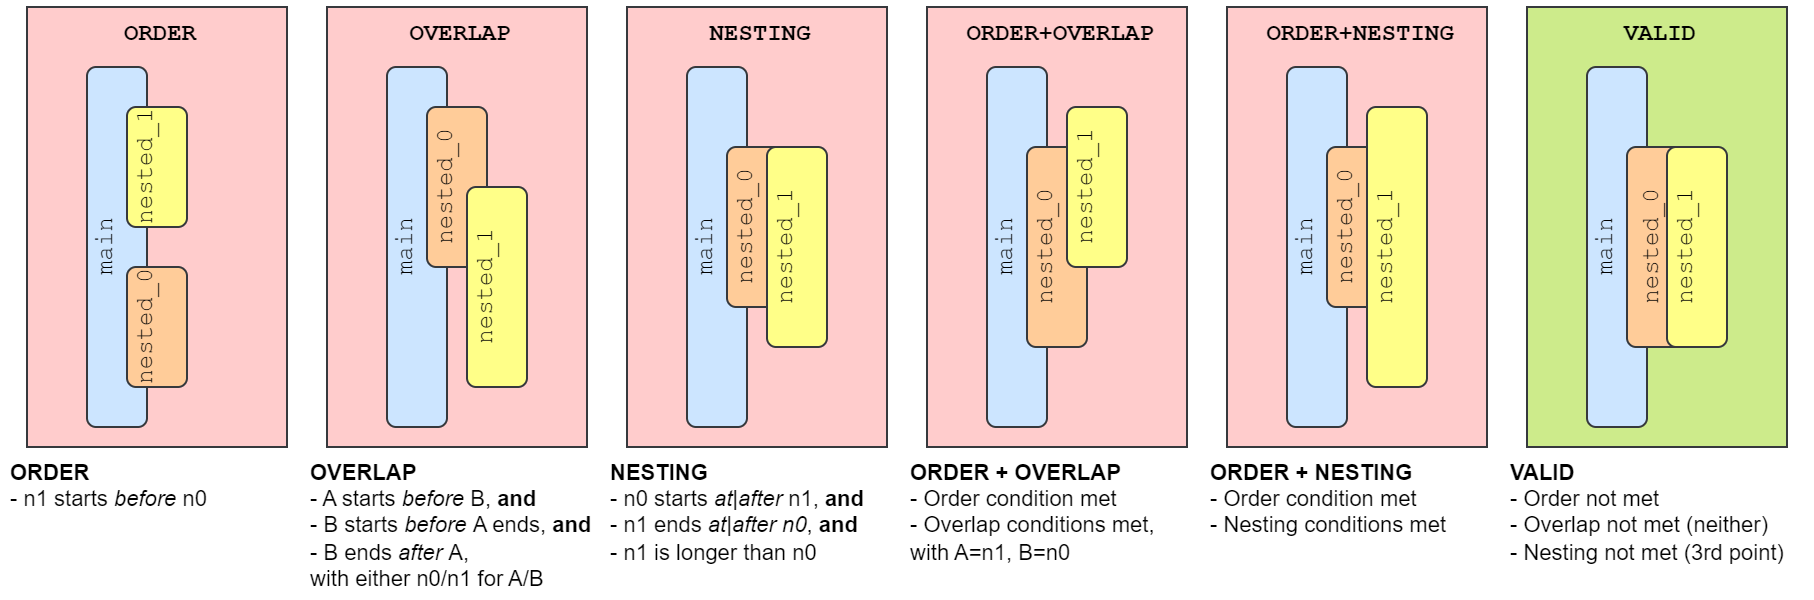 ORDER
main
nested_1
nested_0
OVERLAP
main
nested_0
nested_1
NESTING
main
nested_0
nested_1
ORDER+OVERLAP
main
nested_0
nested_1
ORDER+NESTING
main
nested_0
nested_1
VALID
main
nested_0
nested_1
ORDER
- n1 starts before n0
OVERLAP
- A starts before B, and
- B starts before A ends, and
- B ends after A,
with either n0/n1 for A/B
NESTING
- n0 starts at|after n1, and
- n1 ends at|after n0, and
- n1 is longer than n0
ORDER + OVERLAP
- Order condition met
- Overlap conditions met,
with A=n1, B=n0
ORDER + NESTING
- Order condition met
- Nesting conditions met
VALID
- Order not met
- Overlap not met (neither)
- Nesting not met (3rd point)